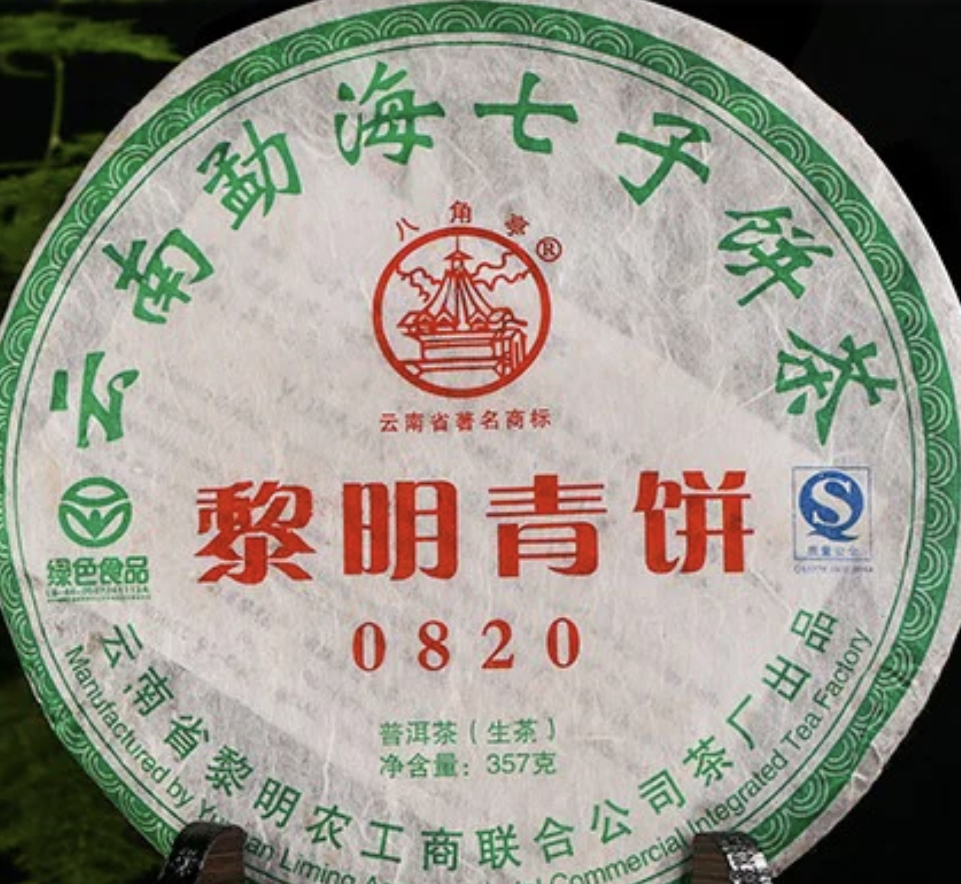 云南勐海七子饼茶
八角亭®
云南省著名商标
黎明青饼
绿色食品
0820
普洱茶（生茶）
净含量：357克
云南省黎明农工商联合公司茶厂出品
Manufactured by Liming Commercial Integrated Tea Factory